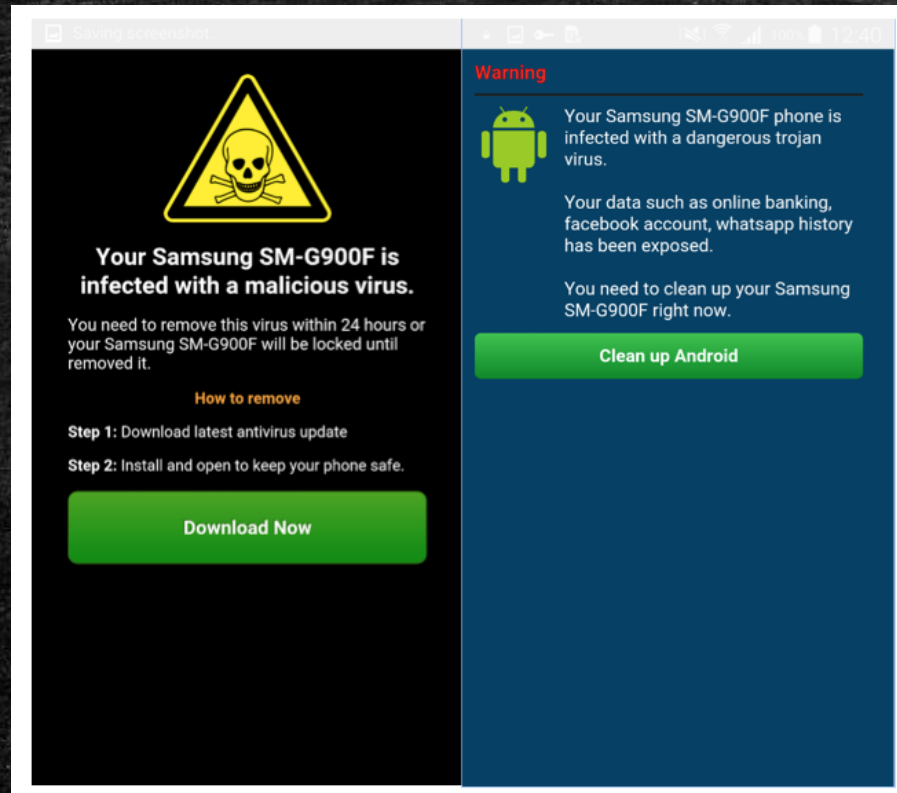 Saving screenshot...
Your Samsung SM-G900F is
infected with a malicious virus.
You need to remove this virus within 24 hours or
your Samsung SM-G900F will be locked until
removed it.
How to remove
Step 1: Download latest antivirus update
Step 2: Install and open to keep your phone safe.
Download Now
100% 12:40
Warning
Your Samsung SM-G900F phone is
infected with a dangerous trojan
virus.
Your data such as online banking,
facebook account, whatsapp history
has been exposed.
You need to clean up your Samsung
SM-G900F right now.
Clean up Android